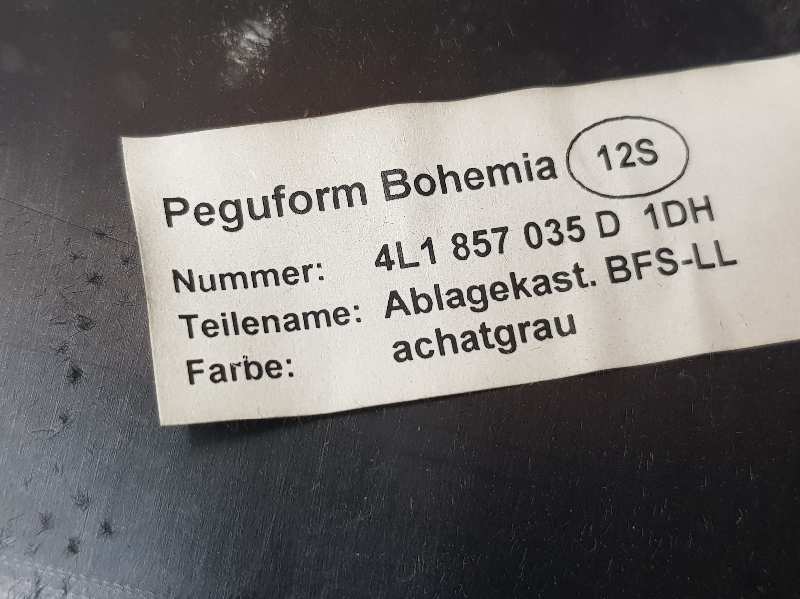 Peguform Bohemia 12S
Nummer: 4L1 857 035 D 1DH
Teilename: Ablagekast. BFS-LL
Farbe: achatgrau